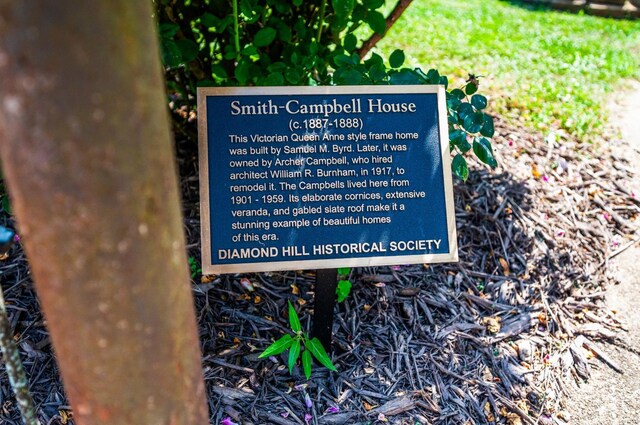 Smith-Campbell House
(c.1887-1888)
This Victorian Queen Anne style frame home
was built by Samuel M. Byrd. Later, it was
owned by Archer Campbell, who hired
architect William R. Burnham, in 1917, to
remodel it. The Campbells lived here from
1901 - 1959. Its elaborate cornices, extensive
veranda, and gabled slate roof make it a
stunning example of beautiful homes
of this era.
DIAMOND HILL HISTORICAL SOCIETY